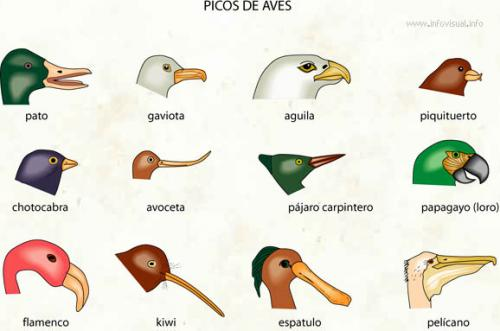 PICOS DE AVES
www.infovisual.info
pato
gaviota
aguila
piquituerto
chotocabra
avoceta
pájaro carpintero
papagayo (loro)
flamenco
kiwi
espatulo
pelícano